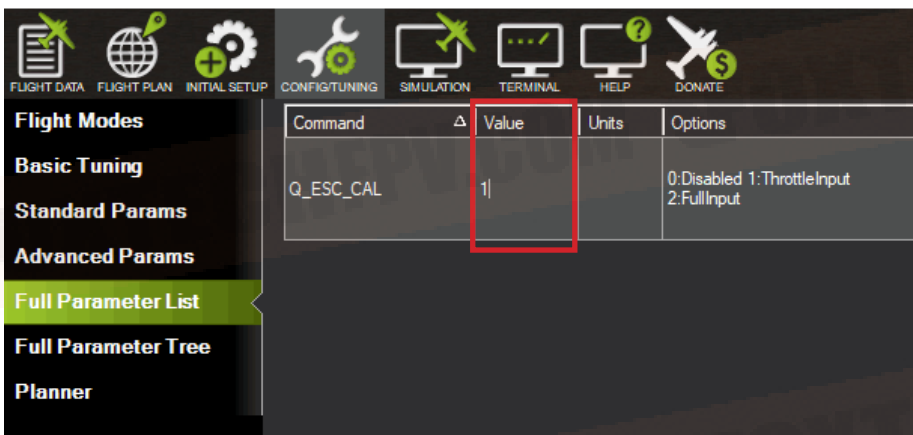 FLIGHT DATA FLIGHT PLAN INITIAL SETUP CONFIG/TUNING SIMULATION TERMINAL HELP DONATE
Flight Modes
Basic Tuning
Standard Params
Advanced Params
Full Parameter List
Full Parameter Tree
Planner
Command Value Units Options
Q_ESC_CAL 1 0:Disabled 1:ThrottleInput
2:FullInput